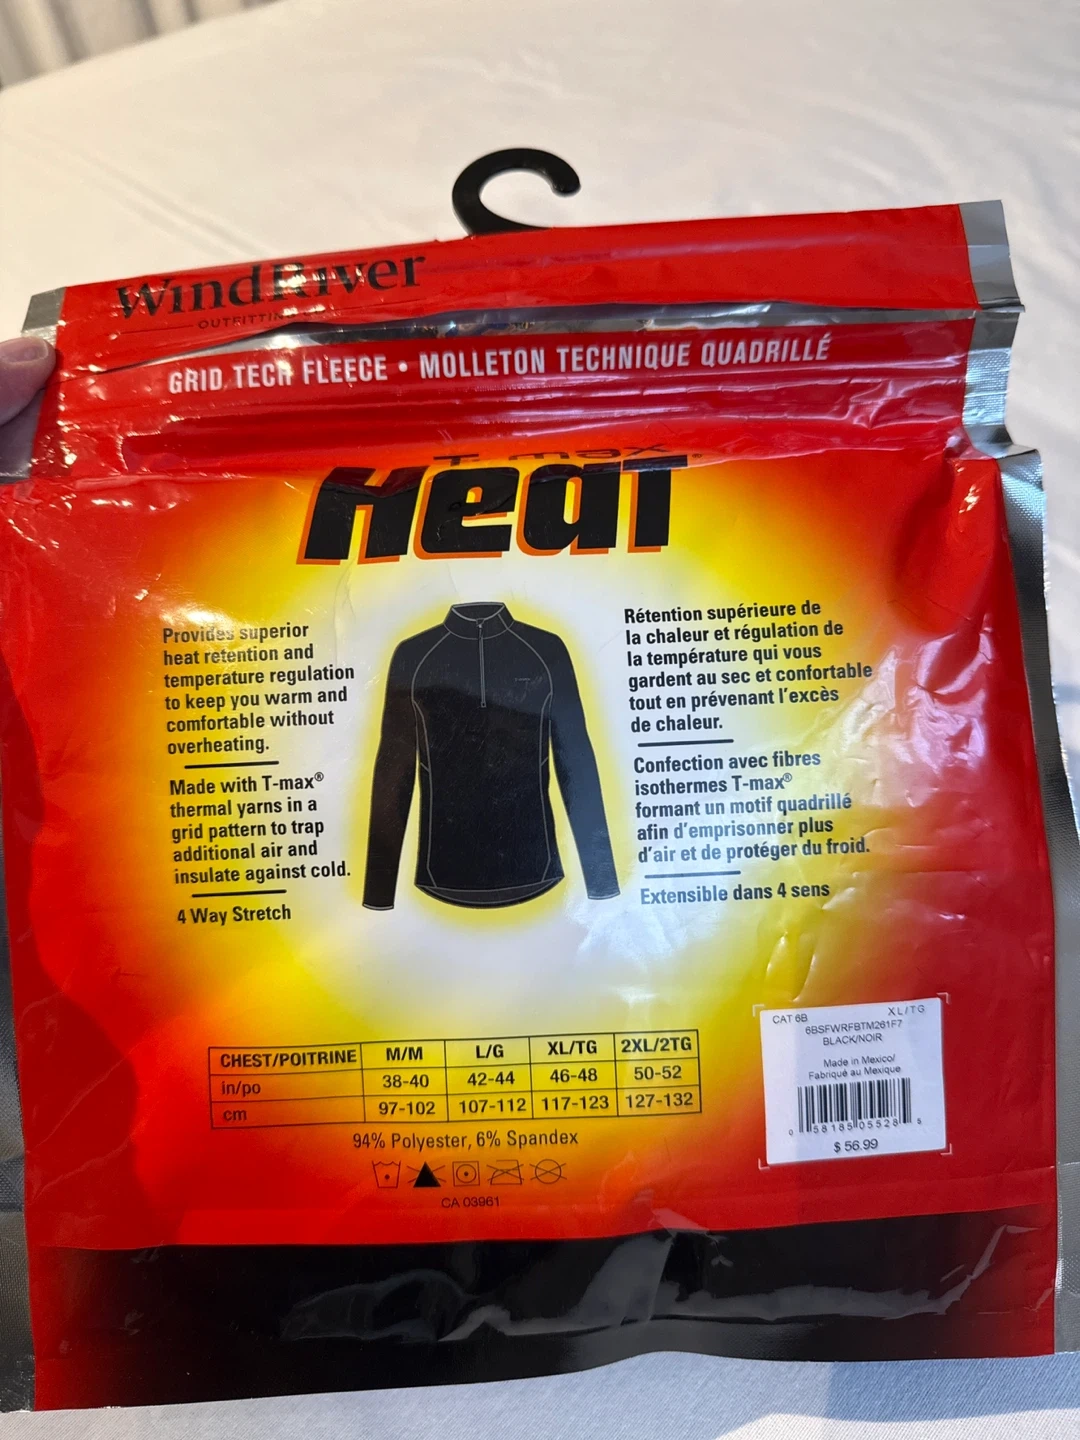 WindRiver
OUTFITTING
GRID TECH FLEECE • MOLLETON TECHNIQUE QUADRILLÉ
T-max
HEAT®
Provides superior
heat retention and
temperature regulation
to keep you warm and
comfortable without
overheating.
Made with T-max®
thermal yarns in a
grid pattern to trap
additional air and
insulate against cold.
4 Way Stretch
Rétention supérieure de
la chaleur et régulation de
la température qui vous
gardent au sec et confortable
tout en prévenant l'excès
de chaleur.
Confection avec fibres
isothermes T-max®
formant un motif quadrillé
afin d'emprisonner plus
d'air et de protéger du froid.
Extensible dans 4 sens
CHEST/POITRINE M/M L/G XL/TG 2XL/2TG
in/po 38-40 42-44 46-48 50-52
cm 97-102 107-112 117-123 127-132
94% Polyester, 6% Spandex
CA 03961
CAT 6B XL/TG
6BSFWRFBTM261F7
BLACK/NOIR
Made in Mexico/
Fabriqué au Mexique
0 58185 05528 5
$ 56.99